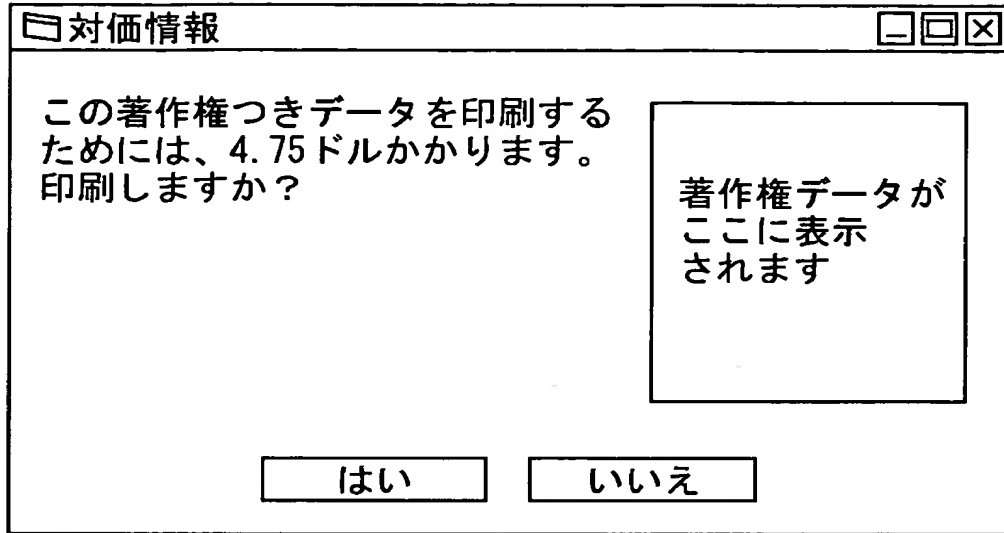 対価情報
この著作権つきデータを印刷する
ためには、4.75ドルかかります。
印刷しますか？
著作権データが
ここに表示
されます
はい
いいえ